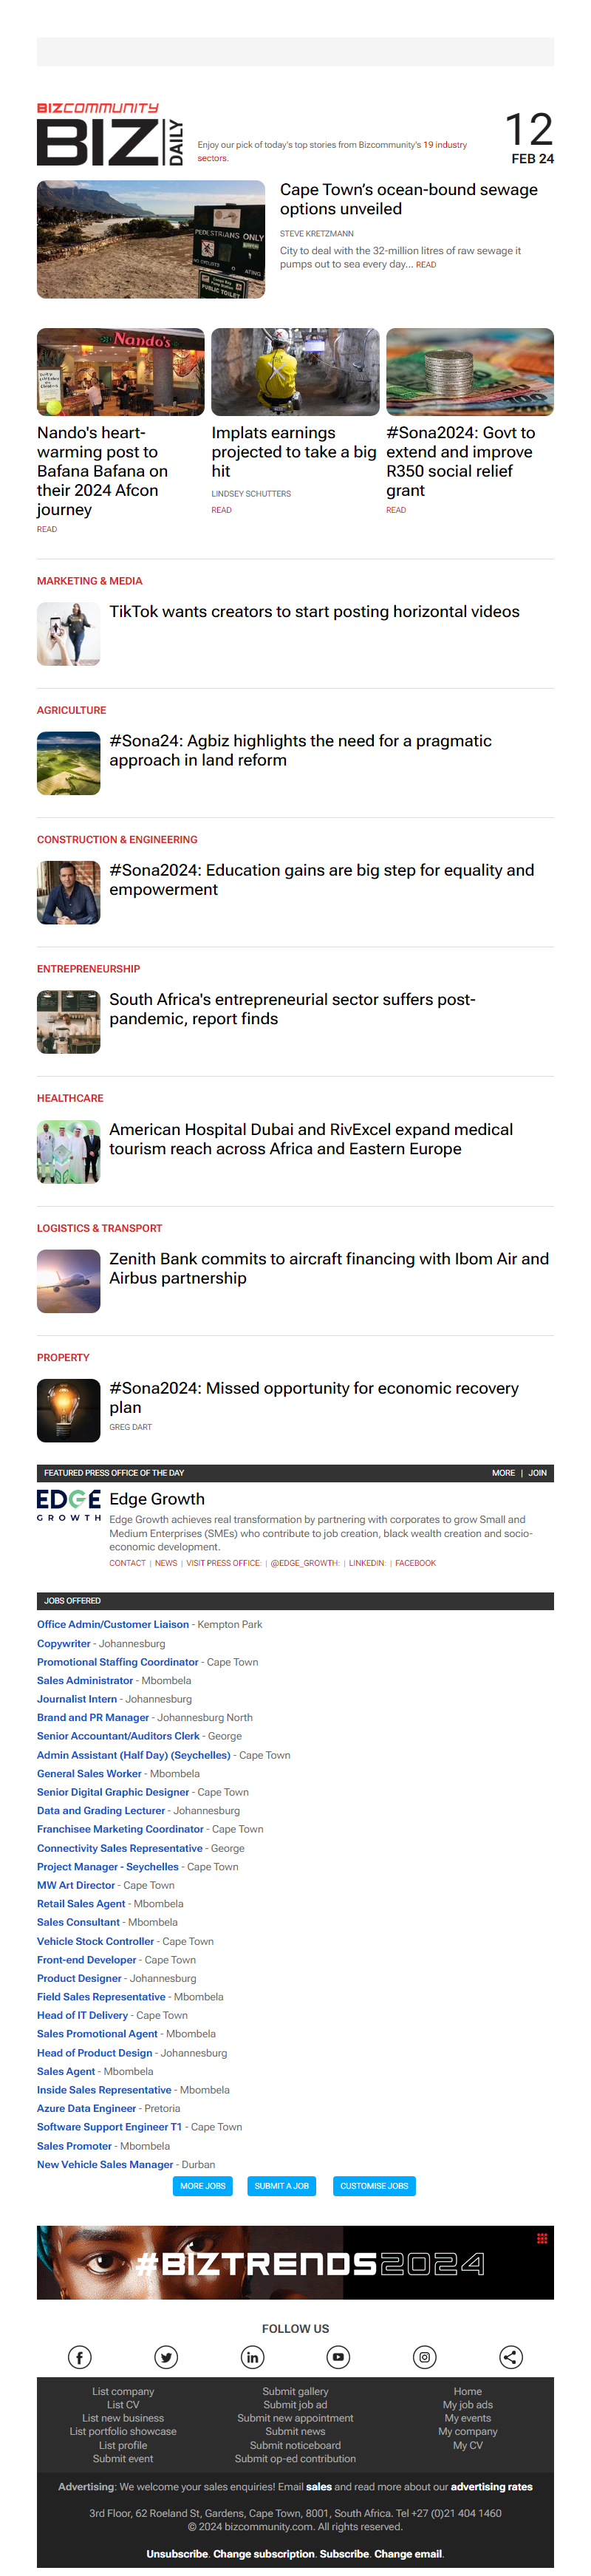 BIZCOMMUNITY
BIZ DAILY
Enjoy our pick of today's top stories from Bizcommunity's 19 industry
sectors.
12
FEB 24
PEDESTRIANS ONLY
PUBLIC TOILET
Cape Town's ocean-bound sewage
options unveiled
STEVE KRETZMANN
City to deal with the 32-million litres of raw sewage it
pumps out to sea every day... READ
Nando's
Nando's heart-
warming post to
Bafana Bafana on
their 2024 Afcon
journey
READ
Implats earnings
projected to take a big
hit
LINDSEY SCHUTTERS
READ
#Sona2024: Govt to
extend and improve
R350 social relief
grant
READ
MARKETING & MEDIA
TikTok wants creators to start posting horizontal videos
AGRICULTURE
#Sona24: Agbiz highlights the need for a pragmatic
approach in land reform
CONSTRUCTION & ENGINEERING
#Sona2024: Education gains are big step for equality and
empowerment
ENTREPRENEURSHIP
South Africa's entrepreneurial sector suffers post-
pandemic, report finds
HEALTHCARE
American Hospital Dubai and RivExcel expand medical
tourism reach across Africa and Eastern Europe
LOGISTICS & TRANSPORT
Zenith Bank commits to aircraft financing with Ibom Air and
Airbus partnership
PROPERTY
#Sona2024: Missed opportunity for economic recovery
plan
GREG DART
FEATURED PRESS OFFICE OF THE DAY MORE | JOIN
EDGE
GROWTH
Edge Growth
Edge Growth achieves real transformation by partnering with corporates to grow Small and
Medium Enterprises (SMEs) who contribute to job creation, black wealth creation and socio-
economic development.
CONTACT | NEWS | VISIT PRESS OFFICE: | @EDGE_GROWTH: | LINKEDIN: | FACEBOOK
JOBS OFFERED
Office Admin/Customer Liaison - Kempton Park
Copywriter - Johannesburg
Promotional Staffing Coordinator - Cape Town
Sales Administrator - Mbombela
Journalist Intern - Johannesburg
Brand and PR Manager - Johannesburg North
Senior Accountant/Auditors Clerk - George
Admin Assistant (Half Day) (Seychelles) - Cape Town
General Sales Worker - Mbombela
Senior Digital Graphic Designer - Cape Town
Data and Grading Lecturer - Johannesburg
Franchisee Marketing Coordinator - Cape Town
Connectivity Sales Representative - George
Project Manager - Seychelles - Cape Town
MW Art Director - Cape Town
Retail Sales Agent - Mbombela
Sales Consultant - Mbombela
Vehicle Stock Controller - Cape Town
Front-end Developer - Cape Town
Product Designer - Johannesburg
Field Sales Representative - Mbombela
Head of IT Delivery - Cape Town
Sales Promotional Agent - Mbombela
Head of Product Design - Johannesburg
Sales Agent - Mbombela
Inside Sales Representative - Mbombela
Azure Data Engineer - Pretoria
Software Support Engineer T1 - Cape Town
Sales Promoter - Mbombela
New Vehicle Sales Manager - Durban
MORE JOBS SUBMIT A JOB CUSTOMISE JOBS
#BIZTRENDS2024
FOLLOW US
List company Submit gallery Home
List CV Submit job ad My job ads
List new business Submit new appointment My events
List portfolio showcase Submit news My company
List profile Submit noticeboard My CV
Submit event Submit op-ed contribution
Advertising: We welcome your sales enquiries! Email sales and read more about our advertising rates
3rd Floor, 62 Roeland St, Gardens, Cape Town, 8001, South Africa. Tel +27 (0)21 404 1460
© 2024 bizcommunity.com. All rights reserved.
Unsubscribe. Change subscription. Subscribe. Change email.